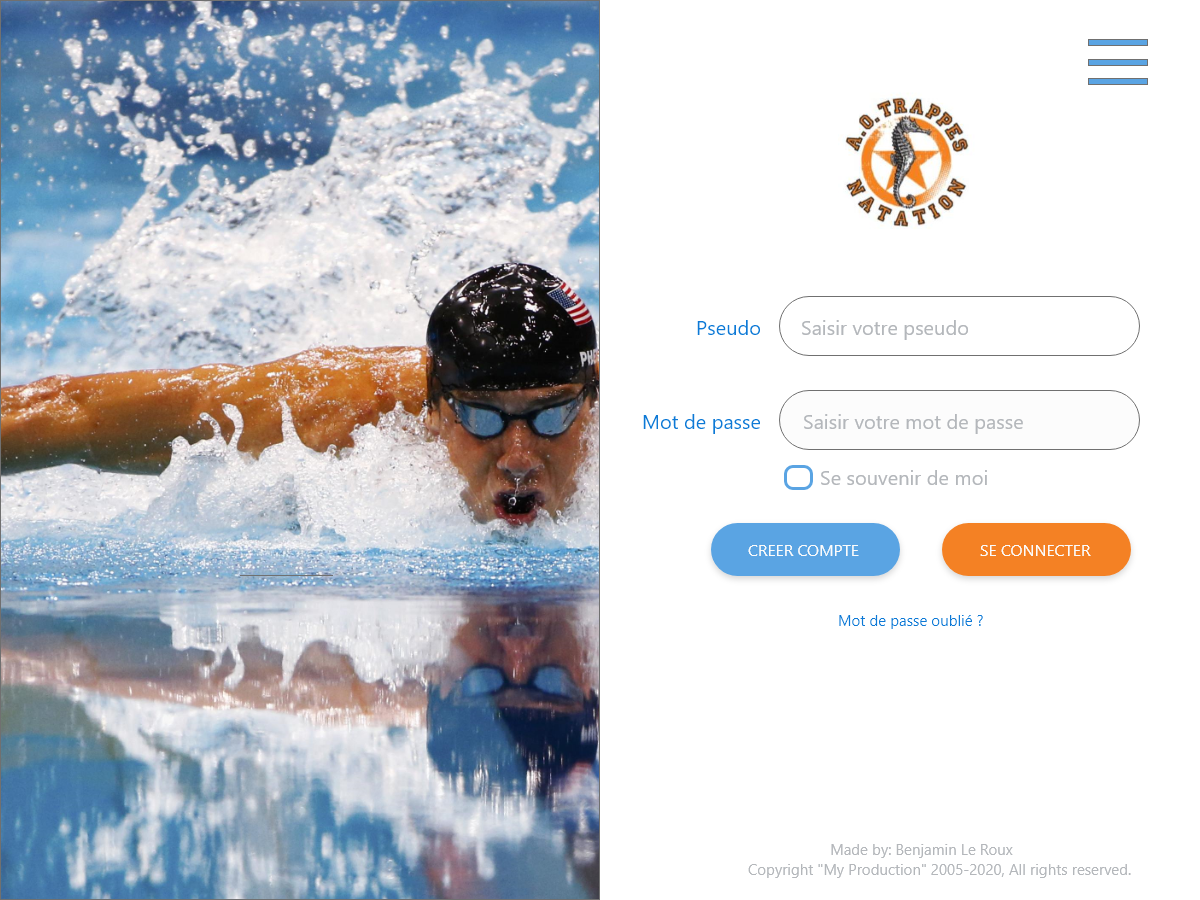 A.O.TRAPPES
NATATION
Pseudo
Saisir votre pseudo
Mot de passe
Saisir votre mot de passe
Se souvenir de moi
CREER COMPTE
SE CONNECTER
Mot de passe oublié ?
Made by: Benjamin Le Roux
Copyright "My Production" 2005-2020, All rights reserved.